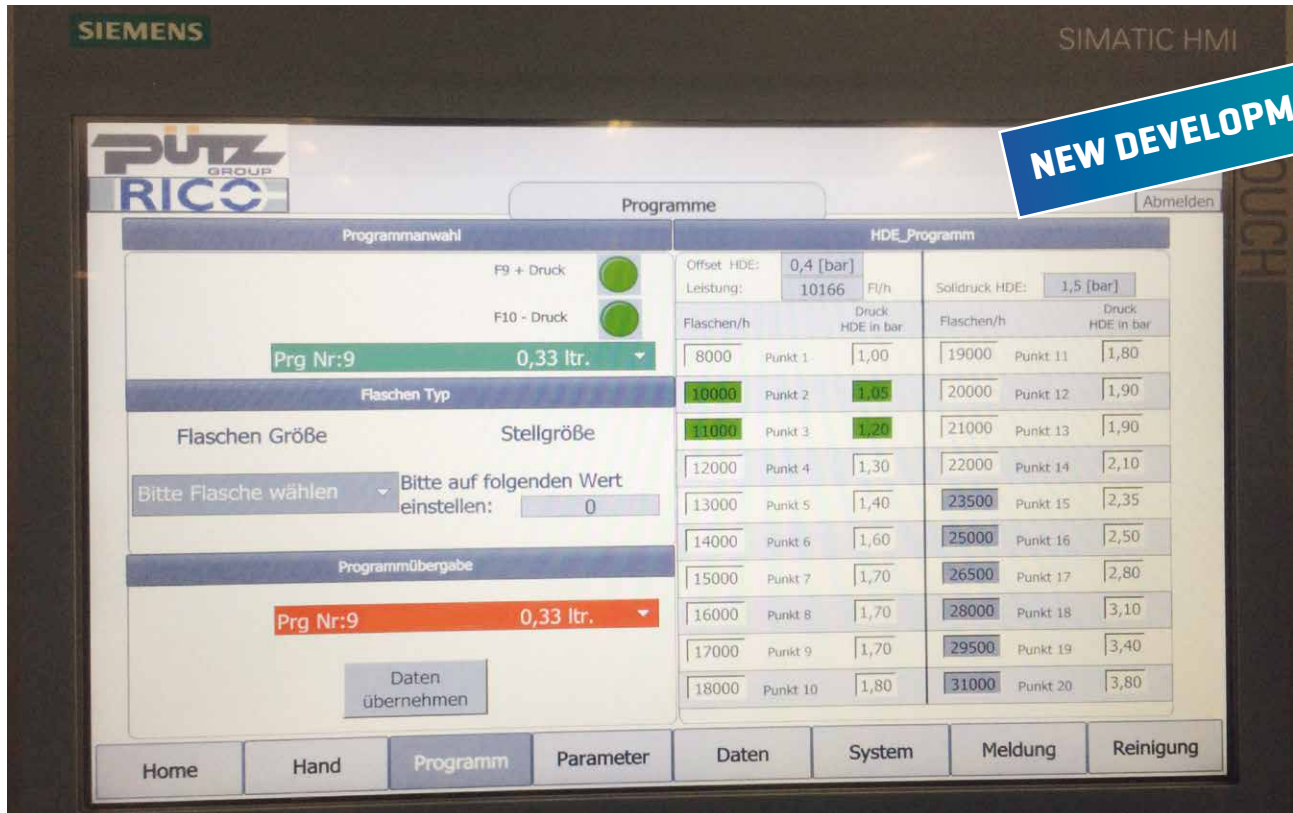 SIEMENS
SIMATIC HMI
NEW DEVELOPM
PÜTZ
GROUP
RICO
OUCH
Programme
Abmelden
Programmanwahl
F9 + Druck
F10 - Druck
Prg Nr:9 0,33 ltr.
Flaschen Typ
Flaschen Größe Stellgröße
Bitte Flasche wählen
Bitte auf folgenden Wert
einstellen: 0
Programmübergabe
Prg Nr:9 0,33 ltr.
Daten
übernehmen
HDE_Programm
Offset HDE: 0,4 [bar]
Leistung: 10166 Fl/h
Solldruck HDE: 1,5 [bar]
Flaschen/h Druck HDE in bar
8000 Punkt 1 1,00
10000 Punkt 2 1,05
11000 Punkt 3 1,20
12000 Punkt 4 1,30
13000 Punkt 5 1,40
14000 Punkt 6 1,60
15000 Punkt 7 1,70
16000 Punkt 8 1,70
17000 Punkt 9 1,70
18000 Punkt 10 1,80
Flaschen/h Druck HDE in bar
19000 Punkt 11 1,80
20000 Punkt 12 1,90
21000 Punkt 13 1,90
22000 Punkt 14 2,10
23500 Punkt 15 2,35
25000 Punkt 16 2,50
26500 Punkt 17 2,80
28000 Punkt 18 3,10
29500 Punkt 19 3,40
31000 Punkt 20 3,80
Home Hand Programm Parameter Daten System Meldung Reinigung